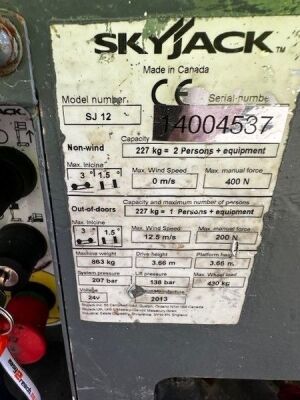 SKYJACK™
Made in Canada
CE
Model number
Serial-numbe
SJ 12
14004537
Non-wind
Capacity
227 kg = 2 Persons + equipment
Max. Incline
Max. Wind Speed
Max. manual force
3° 1.5°
0 m/s
400 N
Out-of-doors
Capacity and maximum number of persons
227 kg = 1 Persons + equipment
Max. Incline
Max. Wind Speed
Max. manual force
3° 1.5°
12.5 m/s
200 N
Machine weight
Drive height
Platform height
863 kg
3.66 m
3.66 m
System pressure
Lift pressure
Max. Wheel load
207 bar
138 bar
430 kg
Voltage
24v
2013